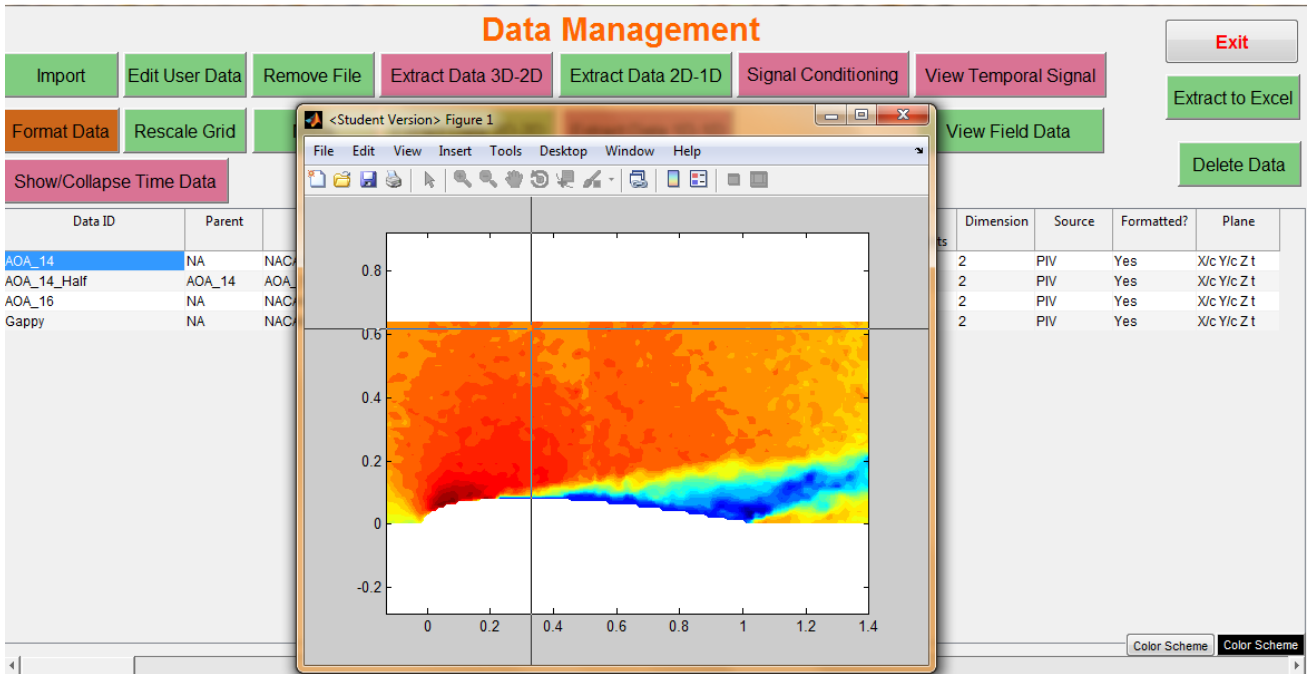 Data Management
Exit
Import Edit User Data Remove File Extract Data 3D-2D Extract Data 2D-1D Signal Conditioning View Temporal Signal
Extract to Excel
Format Data Rescale Grid View Field Data
Show/Collapse Time Data
Delete Data
<Student Version> Figure 1
File Edit View Insert Tools Desktop Window Help
Data ID Parent Dimension Source Formatted? Plane
ts
AOA_14 NA NACA 2 PIV Yes X/c Y/c Z t
AOA_14_Half AOA_14 AOA_ 2 PIV Yes X/c Y/c Z t
AOA_16 NA NACA 2 PIV Yes X/c Y/c Z t
Gappy NA NACA 2 PIV Yes X/c Y/c Z t
0.8
0.6
0.4
0.2
0
-0.2
0 0.2 0.4 0.6 0.8 1 1.2 1.4
Color Scheme Color Scheme